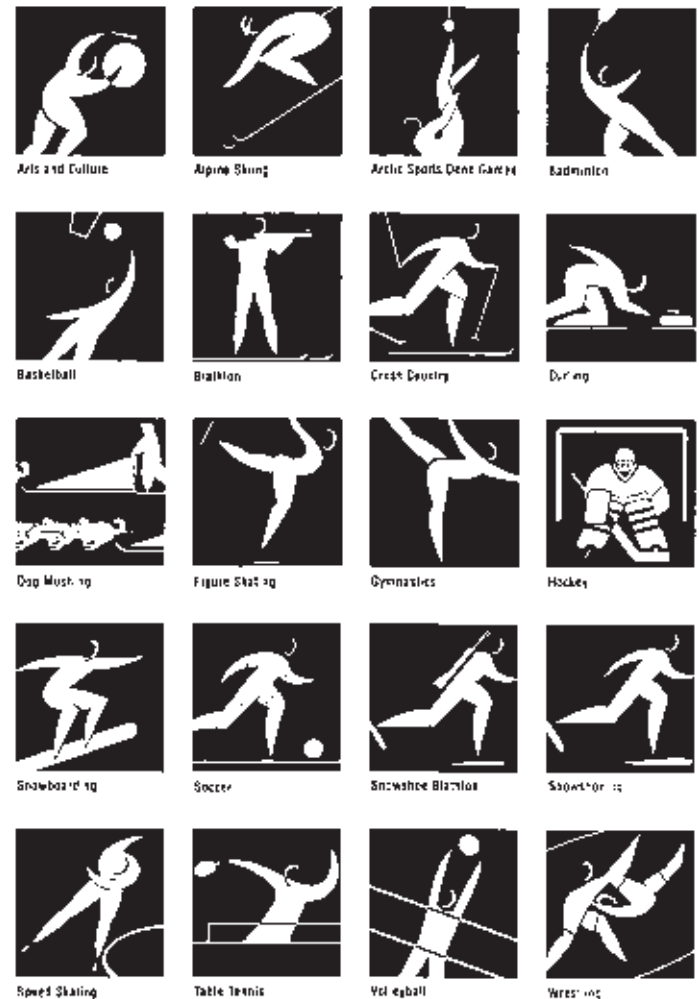 Arts and Culture
Alpine Skiing
Arctic Sports Dene Games
Badminton
Basketball
Biathlon
Cross Country
Curling
Dog Mushing
Figure Skating
Gymnastics
Hockey
Snowboarding
Soccer
Snowshoe Biathlon
Snowshoeing
Speed Skating
Table Tennis
Volleyball
Wrestling